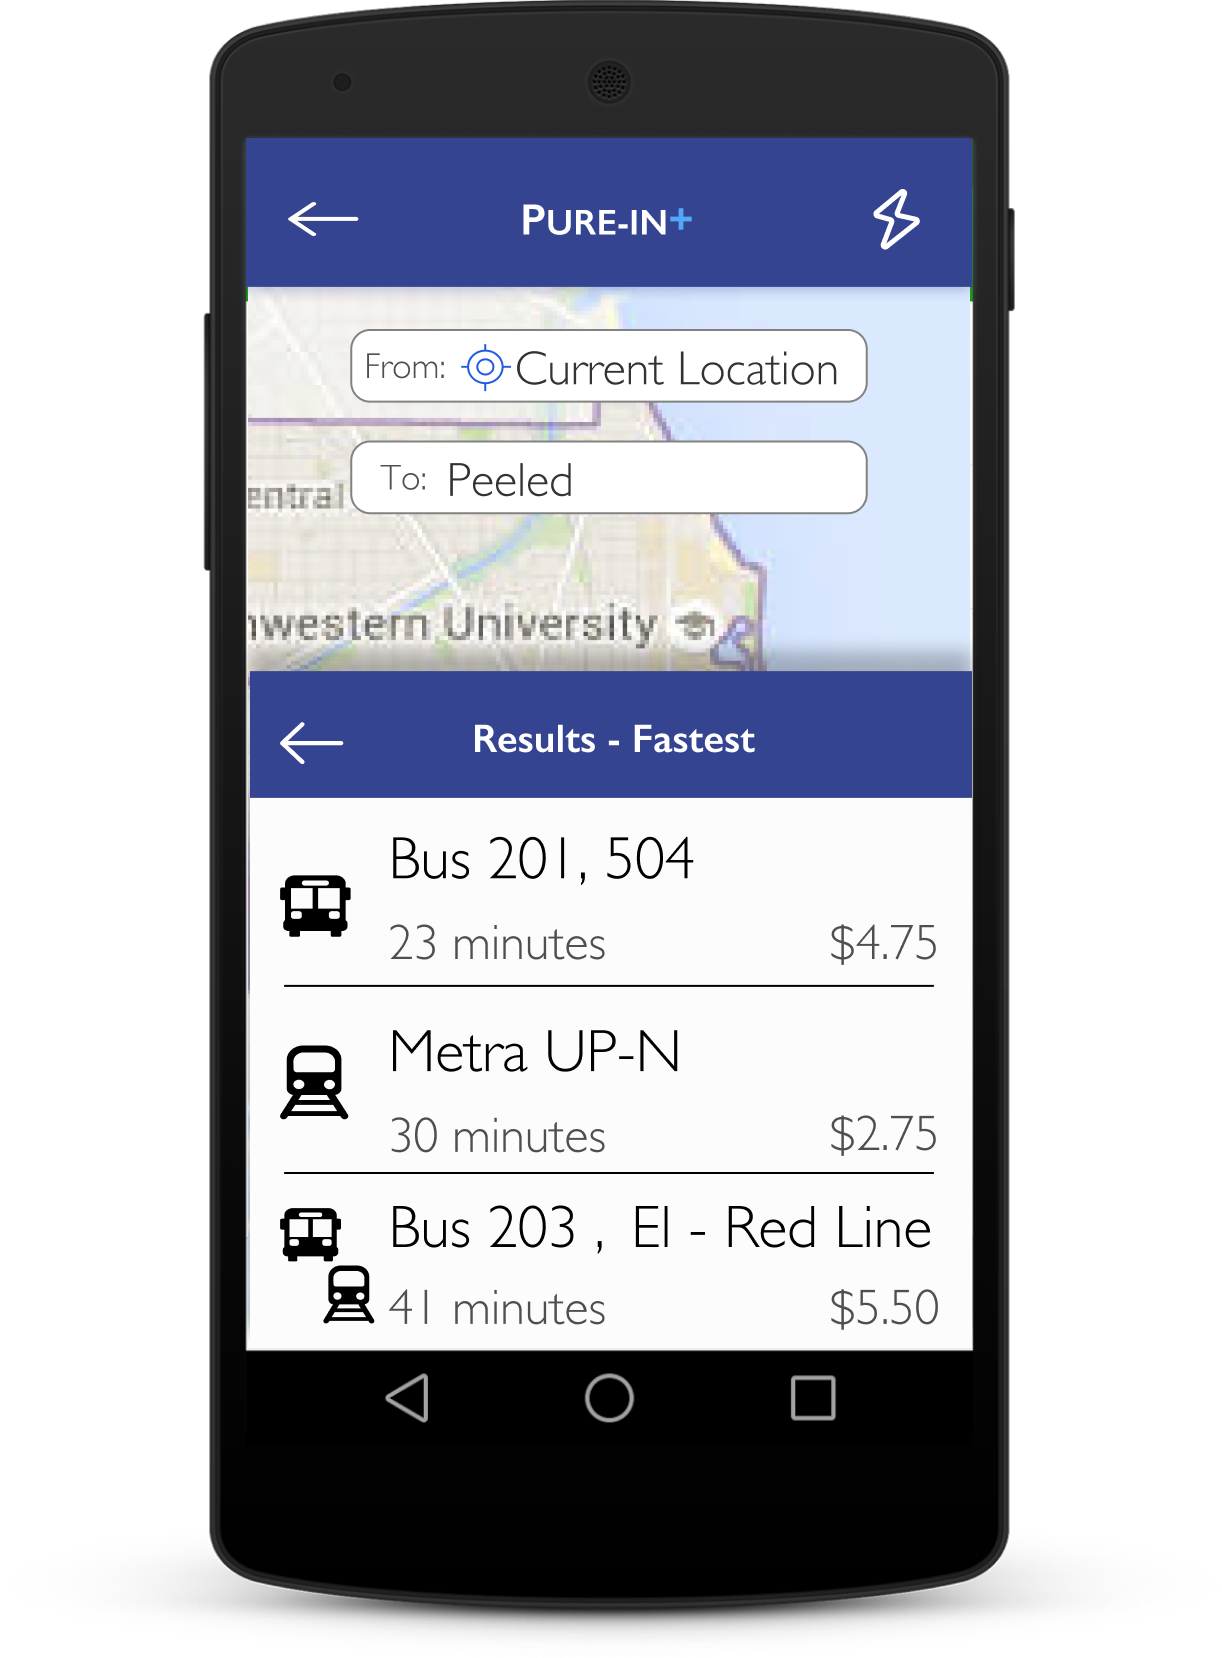 PURE-IN+
From: Current Location
To: Peeled
entral
nwestern University
Results - Fastest
Bus 201, 504
23 minutes $4.75
Metra UP-N
30 minutes $2.75
Bus 203 , El - Red Line
41 minutes $5.50